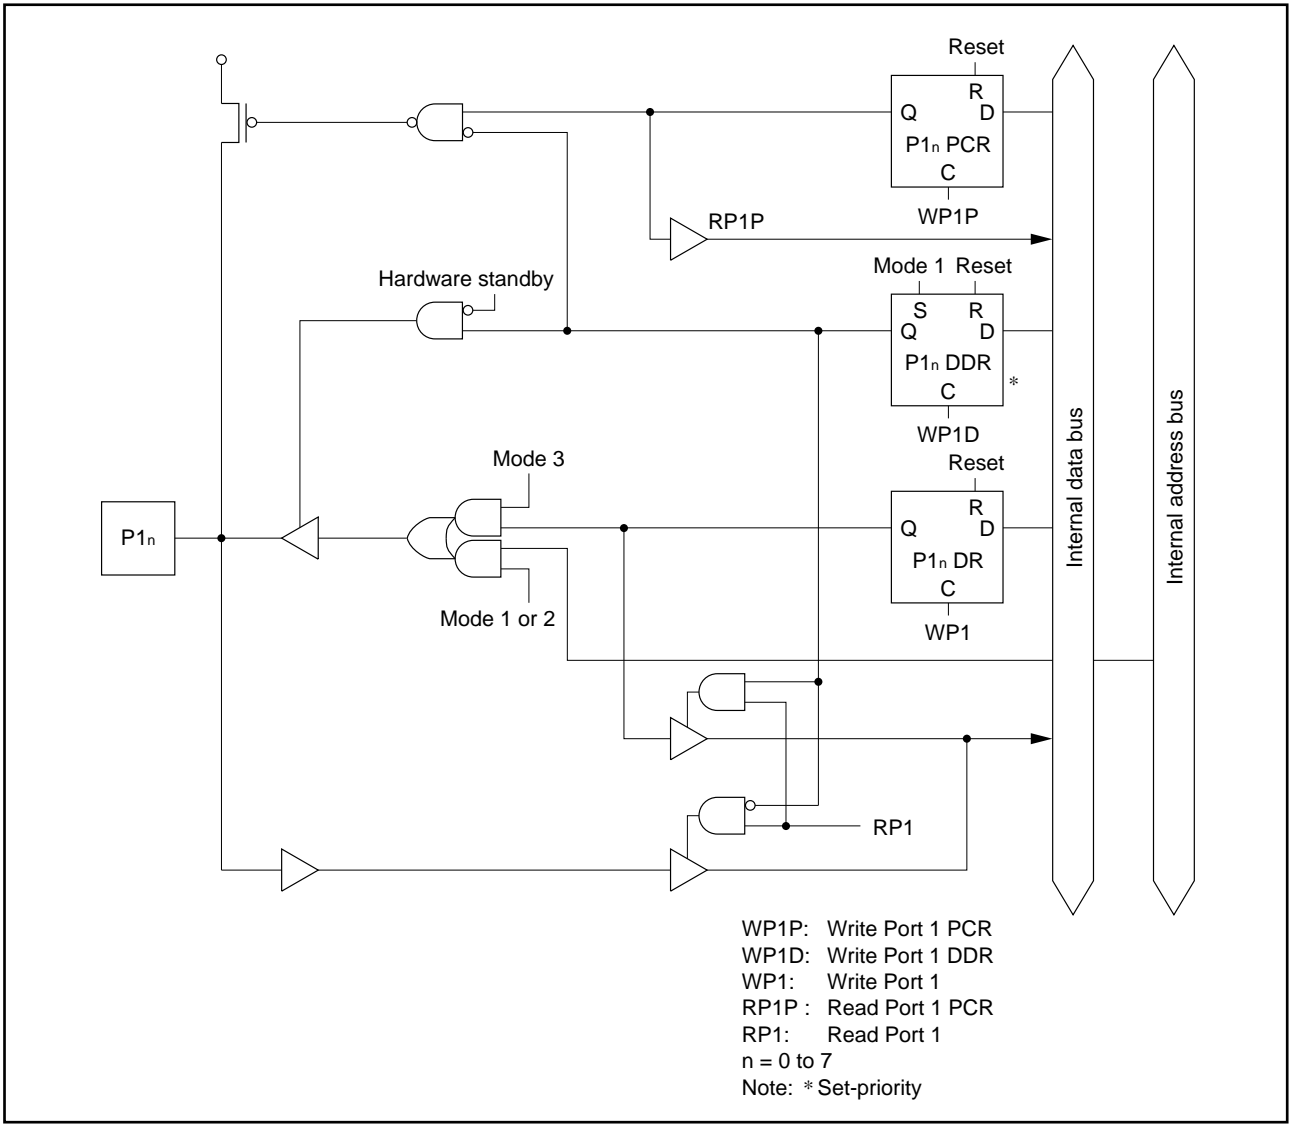 Reset
R
Q D
P1n PCR
C
WP1P
RP1P
Mode 1 Reset
Hardware standby
S R
Q D
P1n DDR
*
C
WP1D
Mode 3
Reset
R
Q D
P1n
P1n DR
C
Mode 1 or 2
WP1
Internal data bus
Internal address bus
RP1
WP1P: Write Port 1 PCR
WP1D: Write Port 1 DDR
WP1: Write Port 1
RP1P : Read Port 1 PCR
RP1: Read Port 1
n = 0 to 7
Note: * Set-priority